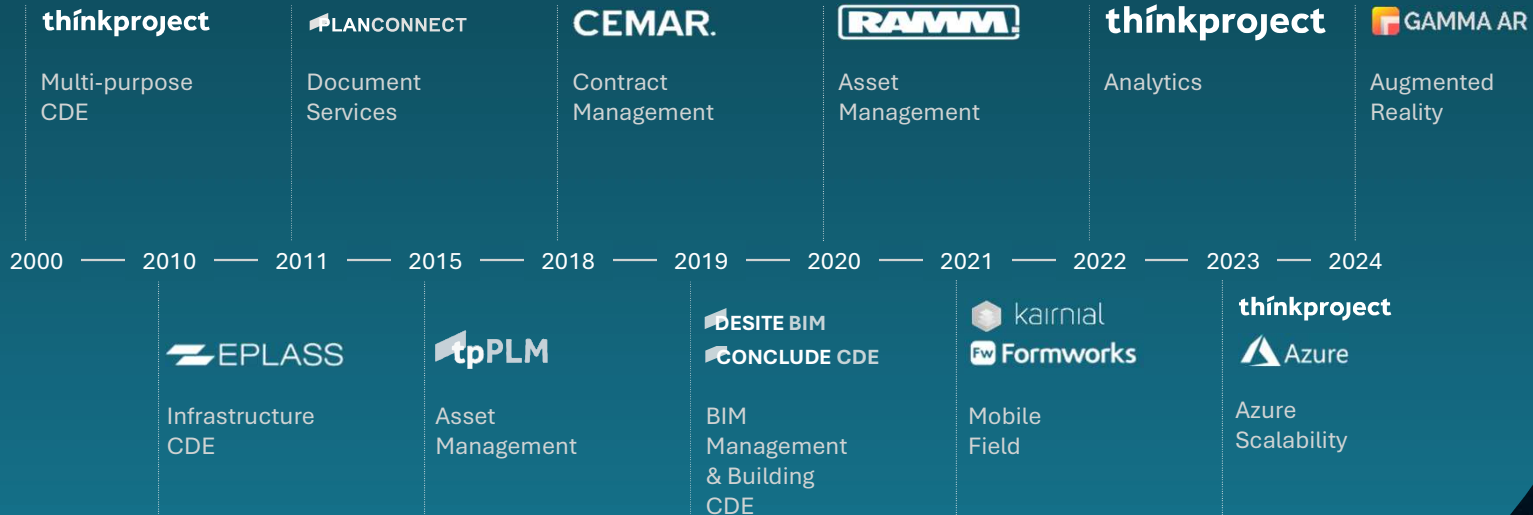 thinkproject
PLANCONNECT
CEMAR.
RAMM!
thinkproject
GAMMA AR
Multi-purpose
CDE
Document
Services
Contract
Management
Asset
Management
Analytics
Augmented
Reality
2000 — 2010 — 2011 — 2015 — 2018 — 2019 — 2020 — 2021 — 2022 — 2023 — 2024
EPLASS
Infrastructure
CDE
tpPLM
Asset
Management
DESITE BIM
CONCLUDE CDE
BIM
Management
& Building
CDE
kairnial
Fw Formworks
Mobile
Field
thinkproject
Azure
Azure
Scalability